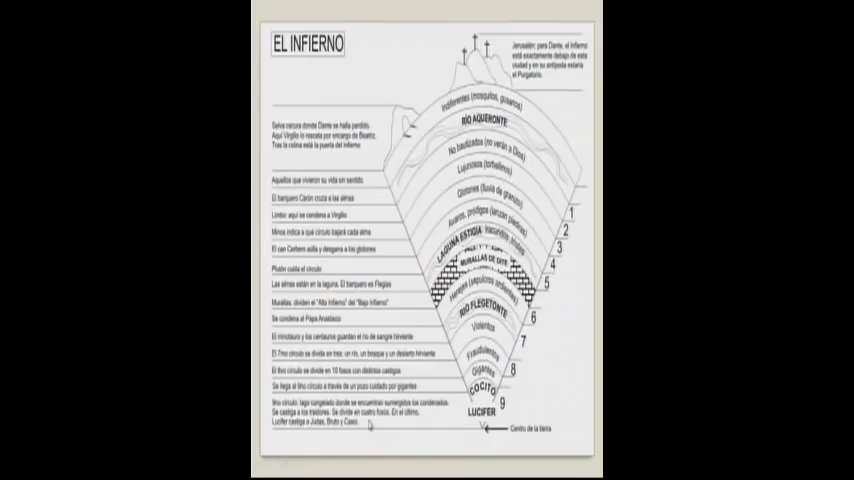 EL INFIERNO
Jerusalén: para Dante, el infierno
está exactamente debajo de esta
ciudad y en su antípoda estaría
el Purgatorio.
Selva oscura donde Dante se halla perdido.
Aquí Virgilio lo rescata por encargo de Beatriz.
Tras la colina está la puerta del infierno
Aquellos que vivieron su vida sin sentido
El barquero Carón cruza a las almas
Limbo: aquí se condena a Virgilio
Minos indica a qué círculo bajará cada alma
El can Cerbero aúlla y desgarra a los glotones
Plutón cuida el círculo
Las almas están en la laguna. El barquero es Flegias
Murallas: dividen el "Alto Infierno" del "Bajo Infierno"
Se condena al Papa Anastacio
El minotauro y los centauros guardan el río de sangre hirviente
El 7mo círculo se divide en tres: un río, un bosque y un desierto hirviente
El 8vo círculo se divide en 10 fosos con distintos castigos
Se llega al 9no círculo a través de un pozo cuidado por gigantes
9no círculo: lago congelado donde se encuentran sumergidos los condenados.
Se castiga a los traidores. Se divide en cuatro fosos. En el último,
Lucifer castiga a Judas, Bruto y Casio.
Indiferentes (mosquitos, gusanos)
RÍO AQUERONTE
No bautizados (no verán a Dios)
Lujuriosos (torbellinos)
Glotones (lluvia de granizo)
Avaros, pródigos (lanzan piedras)
LAGUNA ESTIGIA Iracundos, tristes
MURALLAS DE DITE
Herejes (sepulcros ardientes)
RÍO FLEGETONTE
Violentos
Fraudulentos
Gigantes
COCITO
LUCIFER
1
2
3
4
5
6
7
8
9
Centro de la tierra